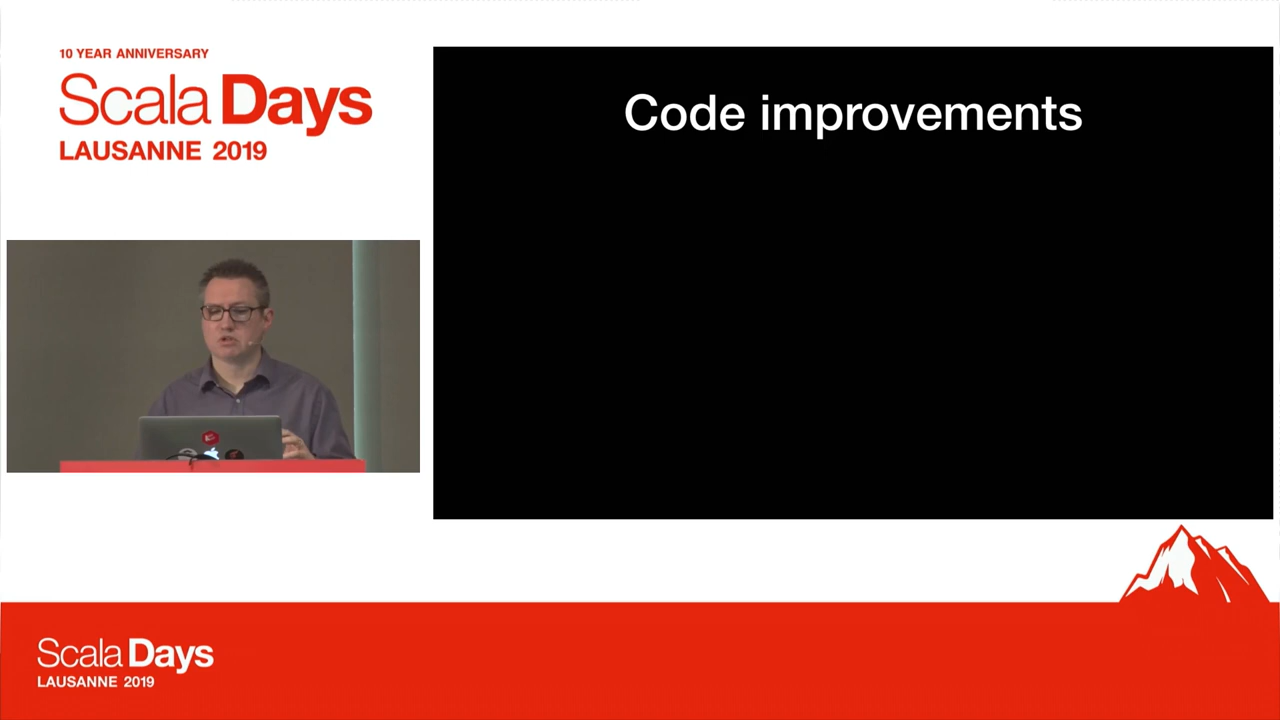 10 YEAR ANNIVERSARY
Scala Days
LAUSANNE 2019
Code improvements
Scala Days
LAUSANNE 2019